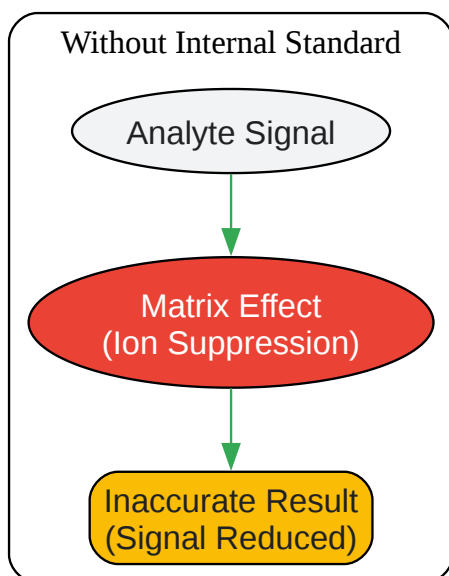 Without Internal Standard
Analyte Signal
Matrix Effect
(Ion Suppression)
Inaccurate Result
(Signal Reduced)